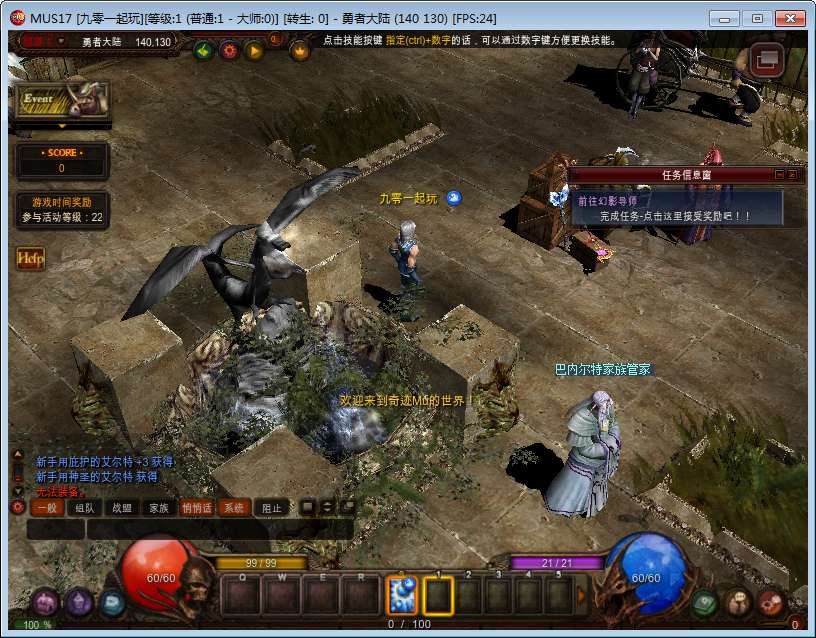 MUS17 [九零一起玩][等级:1 (普通:1 - 大师:0)] [转生: 0] - 勇者大陆 (140 130) [FPS:24]
勇者大陆 140,130
点击技能按键 指定(ctrl)+数字的话，可以通过数字键方便更换技能。
Event
• SCORE •
0
游戏时间奖励
参与活动等级：22
Help
九零一起玩
任务信息窗
前往幻影导师
完成任务-点击这里接受奖励吧！！
巴内尔特家族管家
欢迎来到奇迹Mu的世界！
新手用庇护的艾尔特 +3 获得
新手用神圣的艾尔特 获得
无法装备。
一般 组队 战盟 家族 悄悄话 系统 阻止
60/60
99 / 99
21 / 21
60/60
Q W E R 0 1 2 3 4 5
100 %
0 / 100
0